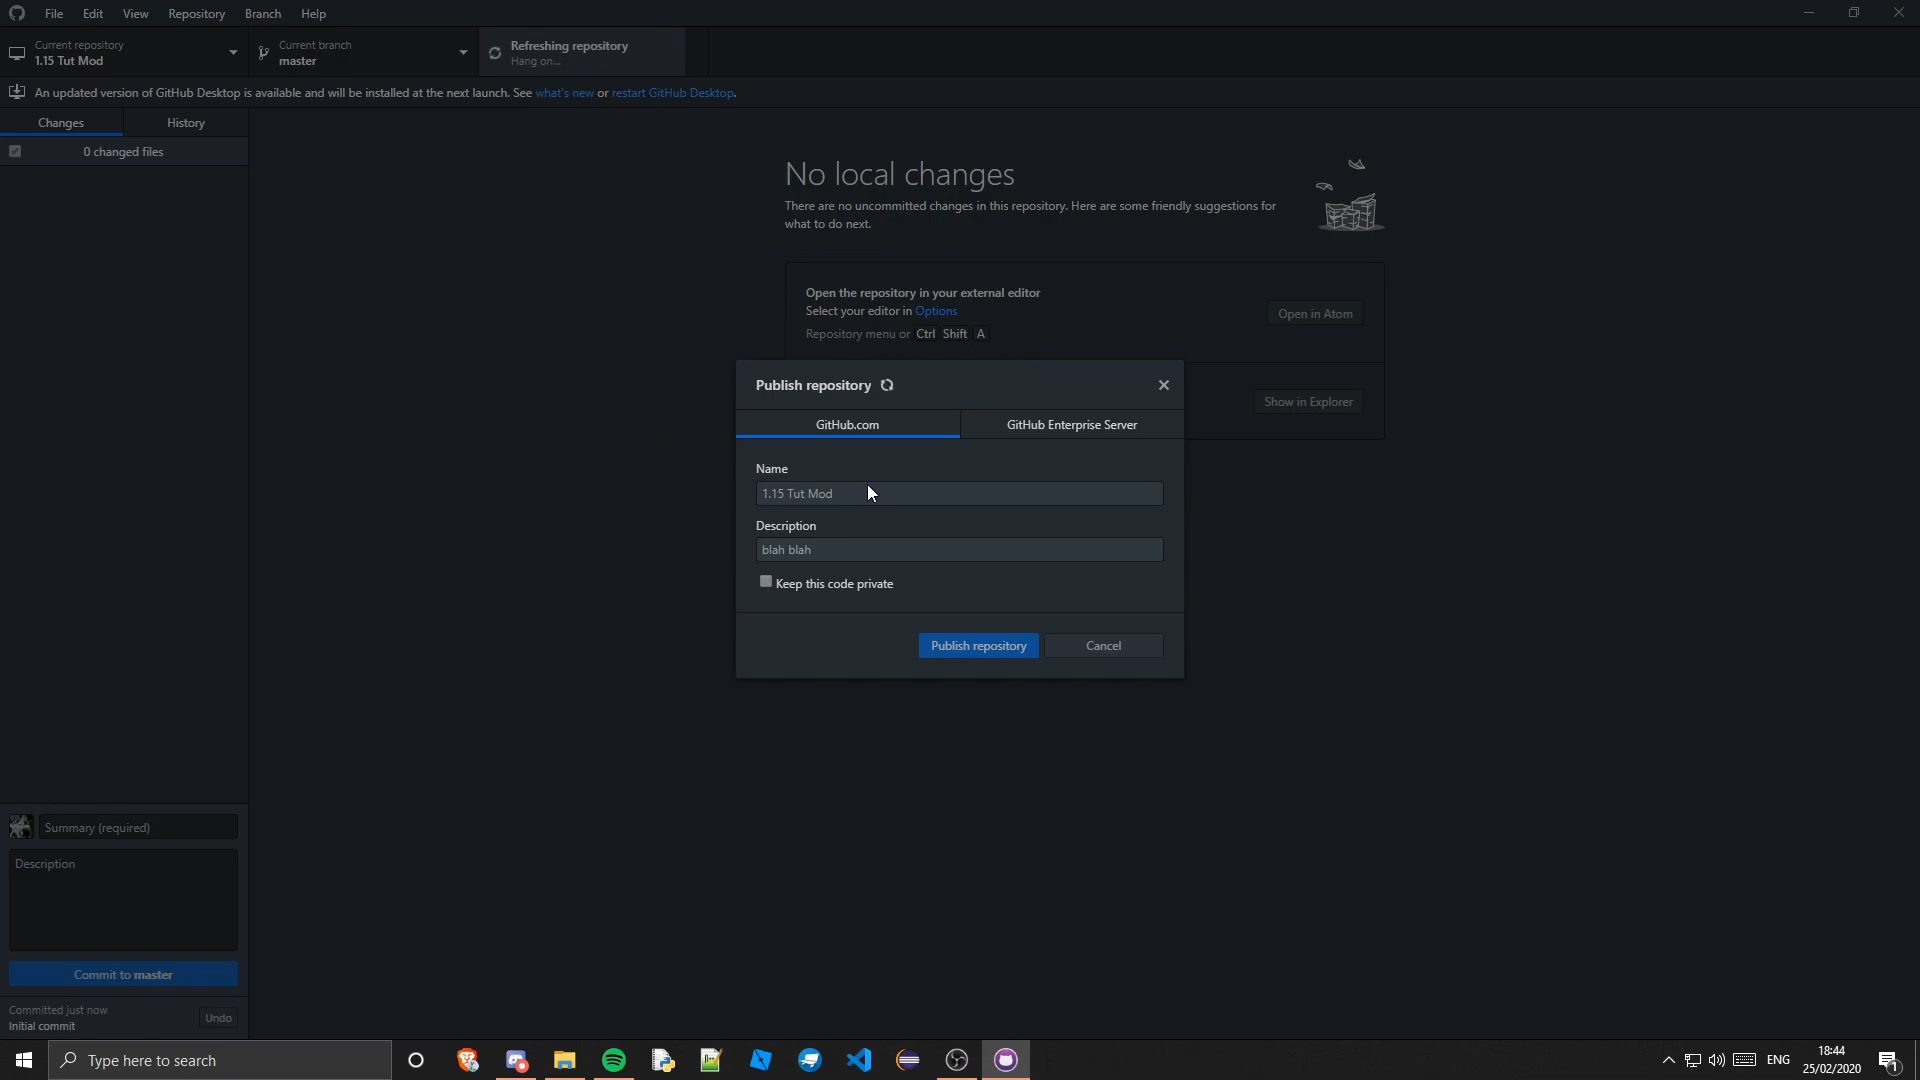 File Edit View Repository Branch Help
Current repository
1.15 Tut Mod
Current branch
master
Refreshing repository
Hang on...
An updated version of GitHub Desktop is available and will be installed at the next launch. See what's new or restart GitHub Desktop.
Changes
History
0 changed files
No local changes
There are no uncommitted changes in this repository. Here are some friendly suggestions for
what to do next.
Open the repository in your external editor
Select your editor in Options
Repository menu or Ctrl Shift A
Open in Atom
Show in Explorer
Publish repository
GitHub.com
GitHub Enterprise Server
Name
1.15 Tut Mod
Description
blah blah
Keep this code private
Publish repository
Cancel
Summary (required)
Description
Commit to master
Committed just now
Initial commit
Undo
Type here to search
ENG
18:44
25/02/2020
1